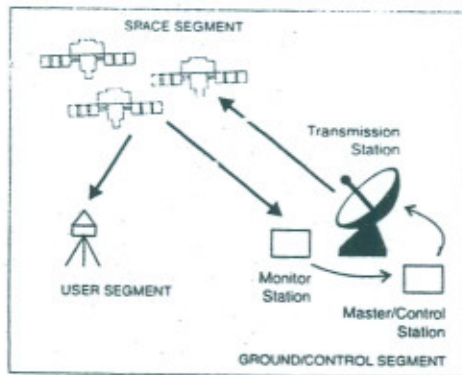 SPACE SEGMENT
Transmission
Station
USER SEGMENT
Monitor
Station
Master/Control
Station
GROUND/CONTROL SEGMENT